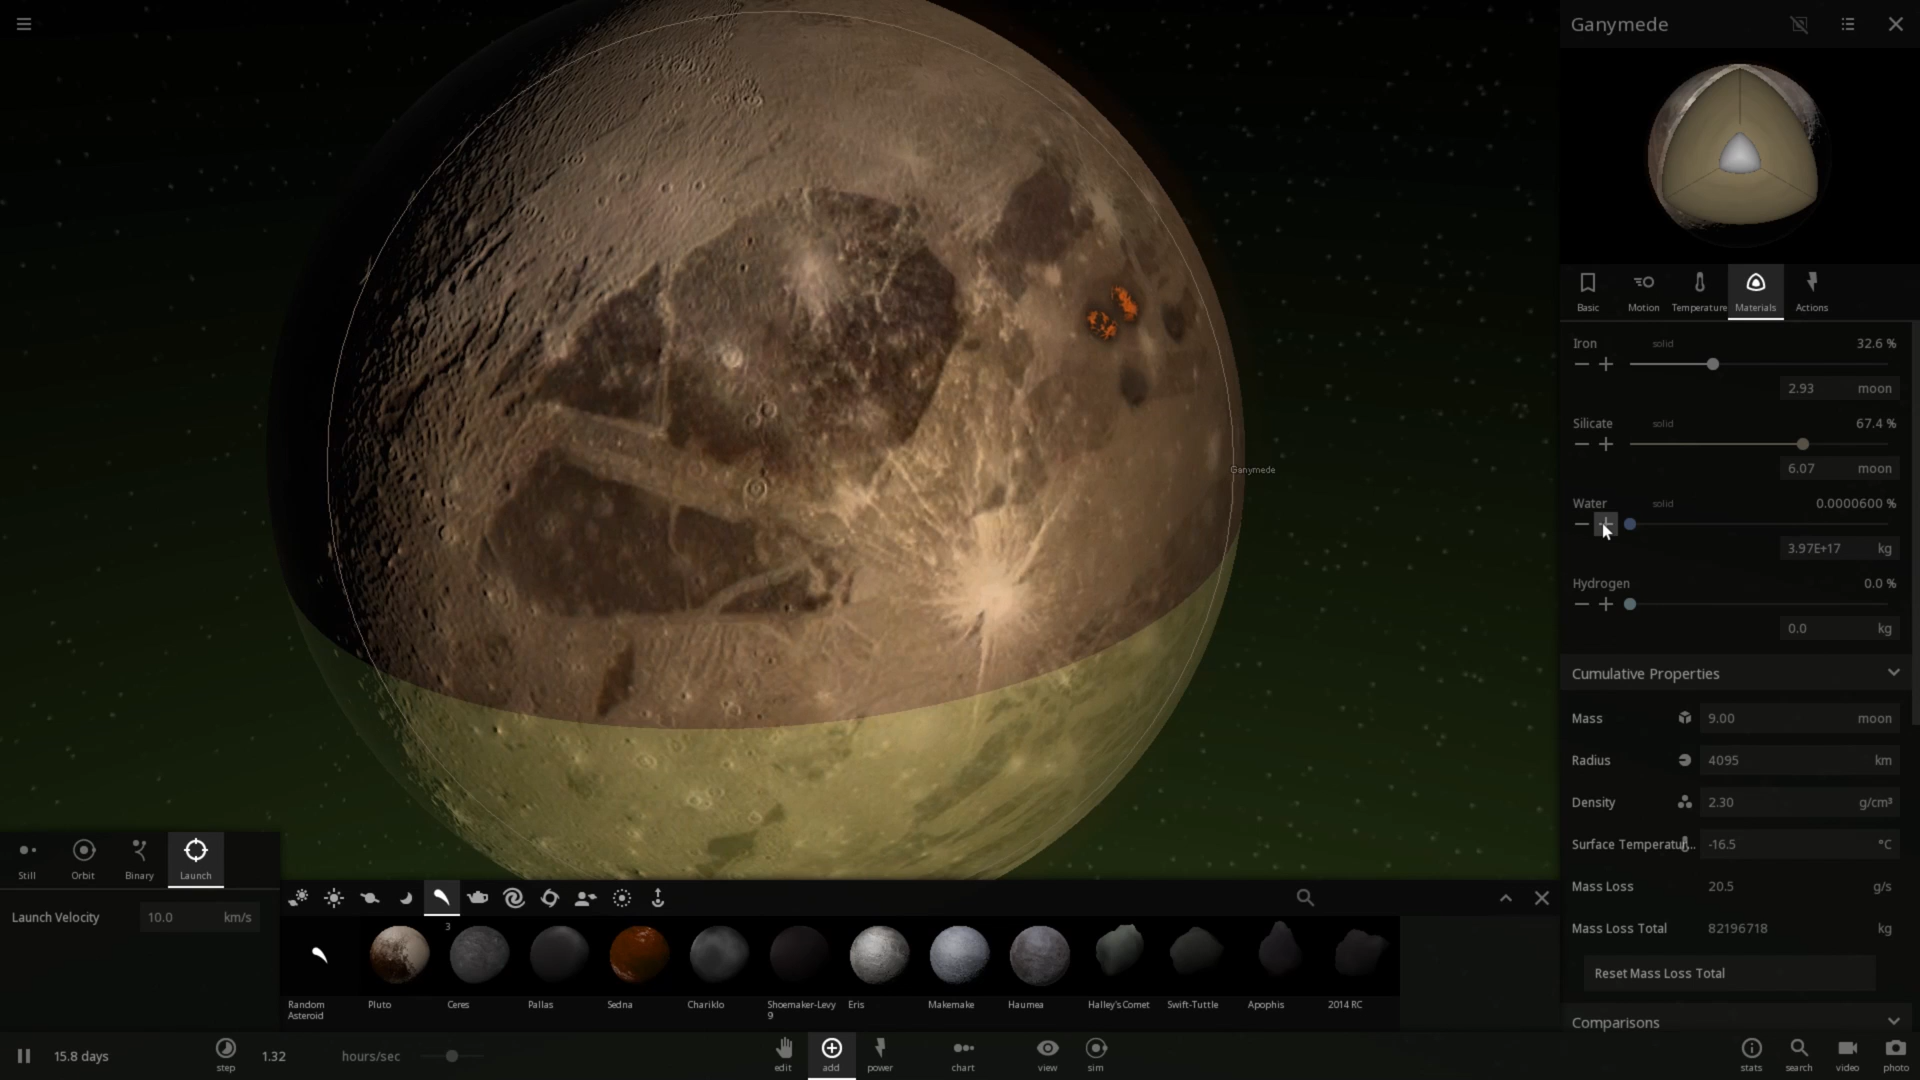 Ganymede
Basic
Motion
Temperature
Materials
Actions
Iron solid 32.6 %
2.93 moon
Silicate solid 67.4 %
6.07 moon
Water solid 0.0000600 %
3.97E+17 kg
Hydrogen 0.0 %
0.0 kg
Cumulative Properties
Mass 9.00 moon
Radius 4095 km
Density 2.30 g/cm³
Surface Temperatu... -16.5 °C
Mass Loss 20.5 g/s
Mass Loss Total 82196718 kg
Reset Mass Loss Total
Comparisons
Ganymede
Still
Orbit
Binary
Launch
Launch Velocity 10.0 km/s
3
Random Asteroid
Pluto
Ceres
Pallas
Sedna
Chariklo
Shoemaker-Levy 9
Eris
Makemake
Haumea
Halley's Comet
Swift-Tuttle
Apophis
2014 RC
15.8 days
step
1.32 hours/sec
edit
add
power
chart
view
sim
stats
search
video
photo